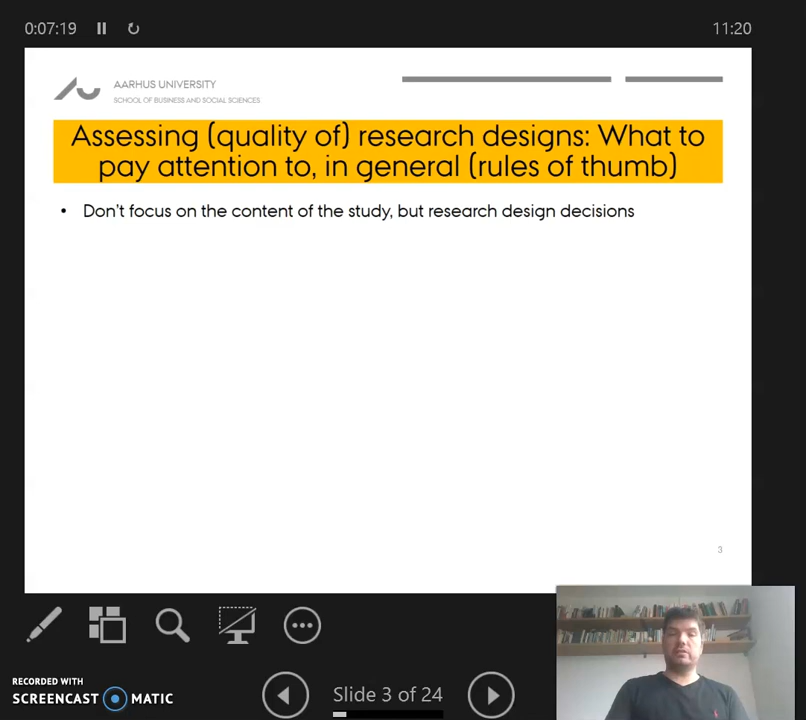 0:07:19
11:20
AARHUS UNIVERSITY
SCHOOL OF BUSINESS AND SOCIAL SCIENCES
Assessing (quality of) research designs: What to
pay attention to, in general (rules of thumb)
• Don't focus on the content of the study, but research design decisions
3
RECORDED WITH
SCREENCAST MATIC
Slide 3 of 24